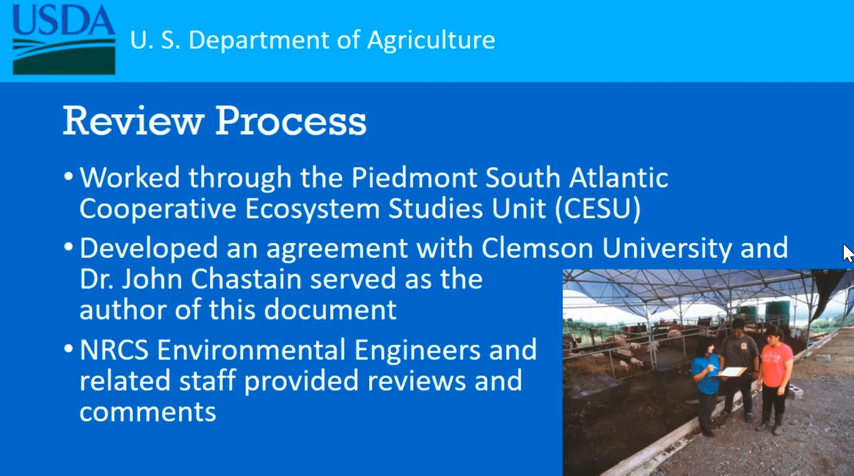 USDA
U. S. Department of Agriculture
Review Process
• Worked through the Piedmont South Atlantic
Cooperative Ecosystem Studies Unit (CESU)
• Developed an agreement with Clemson University and
Dr. John Chastain served as the
author of this document
• NRCS Environmental Engineers and
related staff provided reviews and
comments